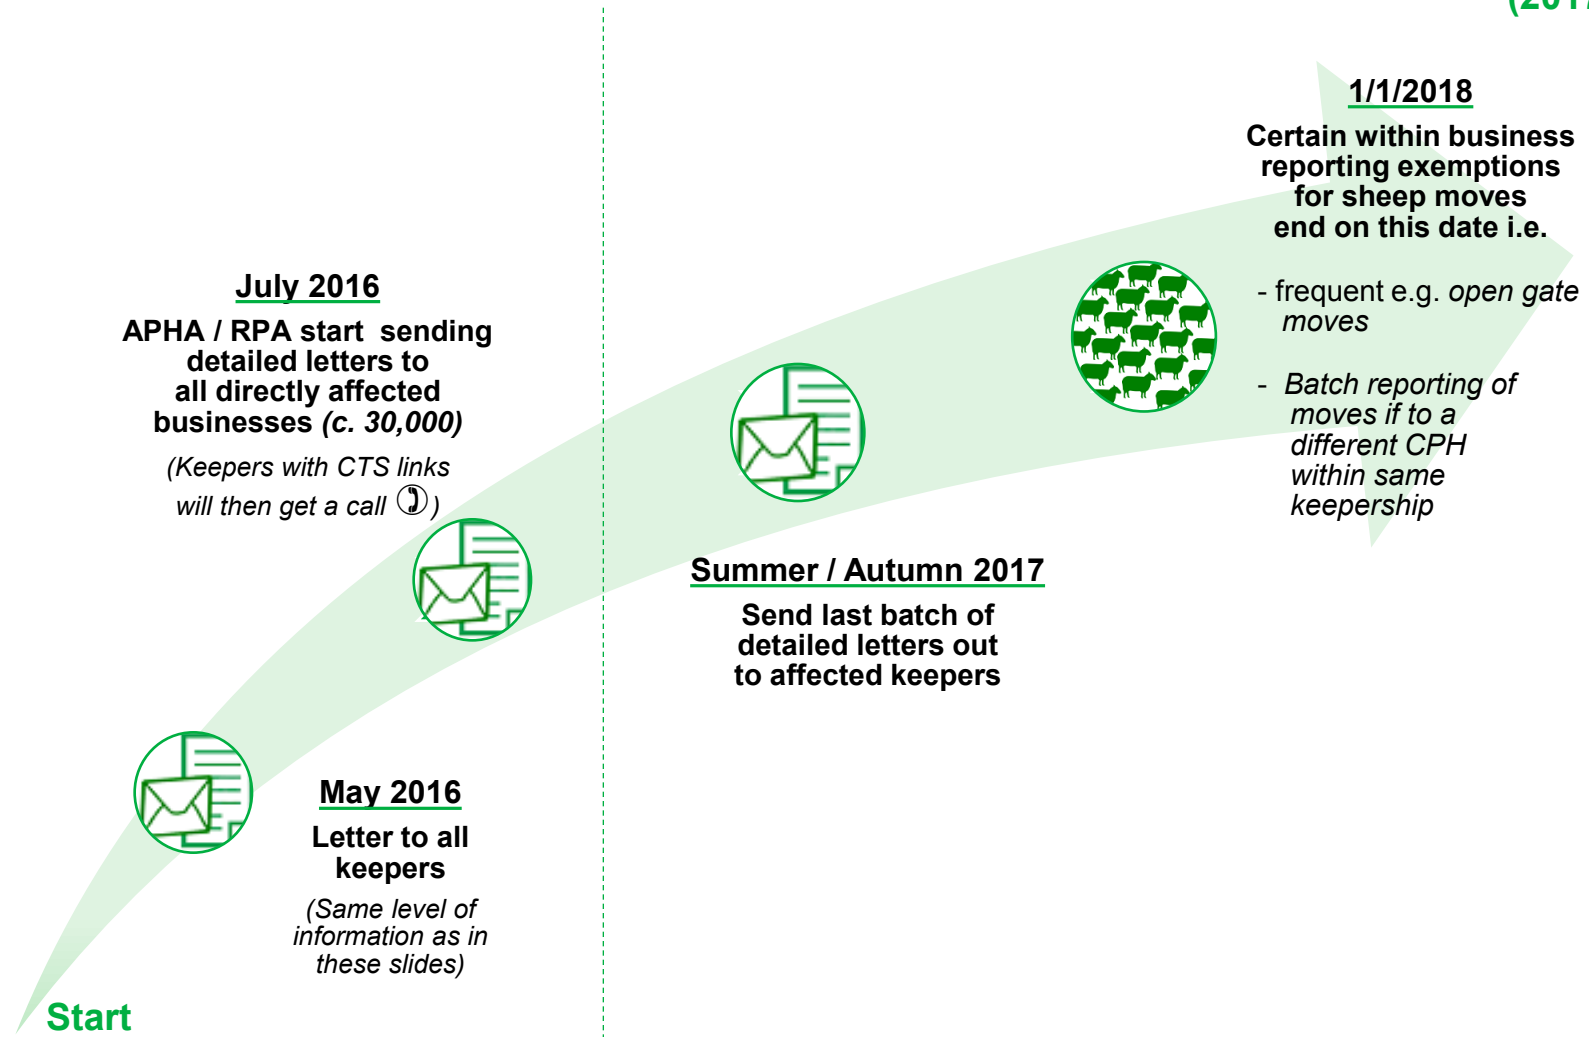 (2017
1/1/2018
Certain within business
reporting exemptions
for sheep moves
end on this date i.e.
- frequent e.g. open gate
moves
- Batch reporting of
moves if to a
different CPH
within same
keepership
July 2016
APHA / RPA start sending
detailed letters to
all directly affected
businesses (c. 30,000)
(Keepers with CTS links
will then get a call ✆)
Summer / Autumn 2017
Send last batch of
detailed letters out
to affected keepers
May 2016
Letter to all
keepers
(Same level of
information as in
these slides)
Start